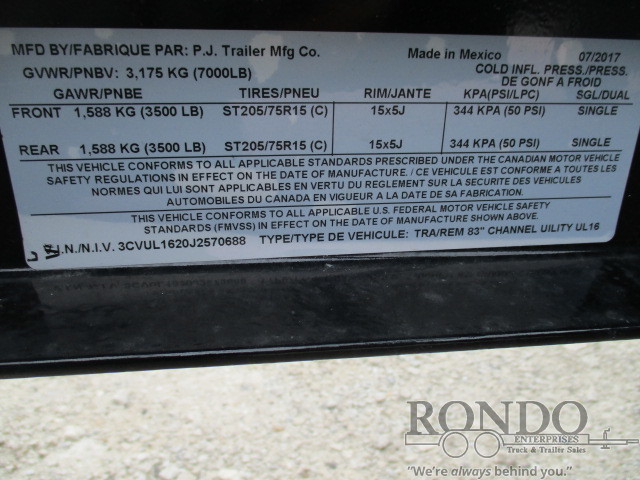 MFD BY/FABRIQUE PAR: P.J. Trailer Mfg Co. Made in Mexico 07/2017
GVWR/PNBV: 3,175 KG (7000LB) COLD INFL. PRESS./PRESS.
DE GONF A FROID
GAWR/PNBE TIRES/PNEU RIM/JANTE KPA(PSI/LPC) SGL/DUAL
FRONT 1,588 KG (3500 LB) ST205/75R15 (C) 15x5J 344 KPA (50 PSI) SINGLE
REAR 1,588 KG (3500 LB) ST205/75R15 (C) 15x5J 344 KPA (50 PSI) SINGLE
THIS VEHICLE CONFORMS TO ALL APPLICABLE STANDARDS PRESCRIBED UNDER THE CANADIAN MOTOR VEHICLE
SAFETY REGULATIONS IN EFFECT ON THE DATE OF MANUFACTURE. / CE VEHICULE EST CONFORME A TOUTES LES
NORMES QUI LUI SONT APPLICABLES EN VERTU DU REGLEMENT SUR LA SECURITE DES VEHICULES
AUTOMOBILES DU CANADA EN VIGUEUR A LA DATE DE SA FABRICATION.
THIS VEHICLE CONFORMS TO ALL APPLICABLE U.S. FEDERAL MOTOR VEHICLE SAFETY
STANDARDS (FMVSS) IN EFFECT ON THE DATE OF MANUFACTURE SHOWN ABOVE.
V.I.N./N.I.V. 3CVUL1620J2570688 TYPE/TYPE DE VEHICULE: TRA/REM 83" CHANNEL UILITY UL16
RONDO
ENTERPRISES
Truck & Trailer Sales
"We're always behind you."